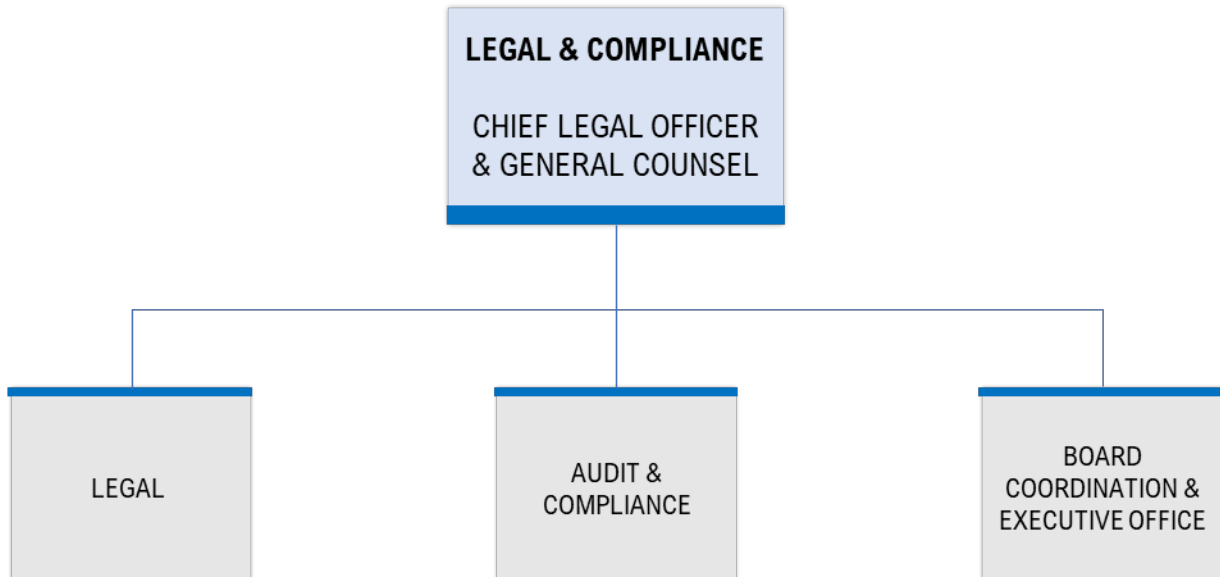 LEGAL & COMPLIANCE
CHIEF LEGAL OFFICER
& GENERAL COUNSEL
LEGAL
AUDIT &
COMPLIANCE
BOARD
COORDINATION &
EXECUTIVE OFFICE